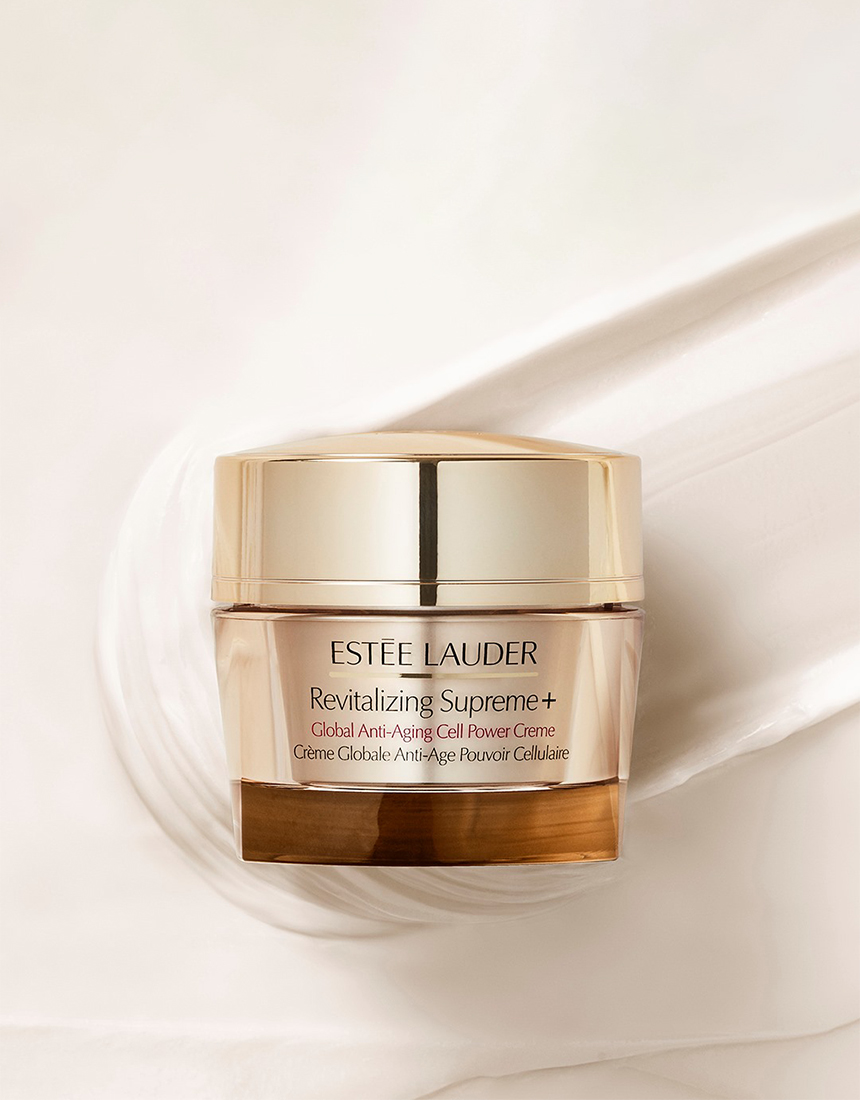 ESTĒE LAUDER
Revitalizing Supreme+
Global Anti-Aging Cell Power Creme
Crème Globale Anti-Age Pouvoir Cellulaire